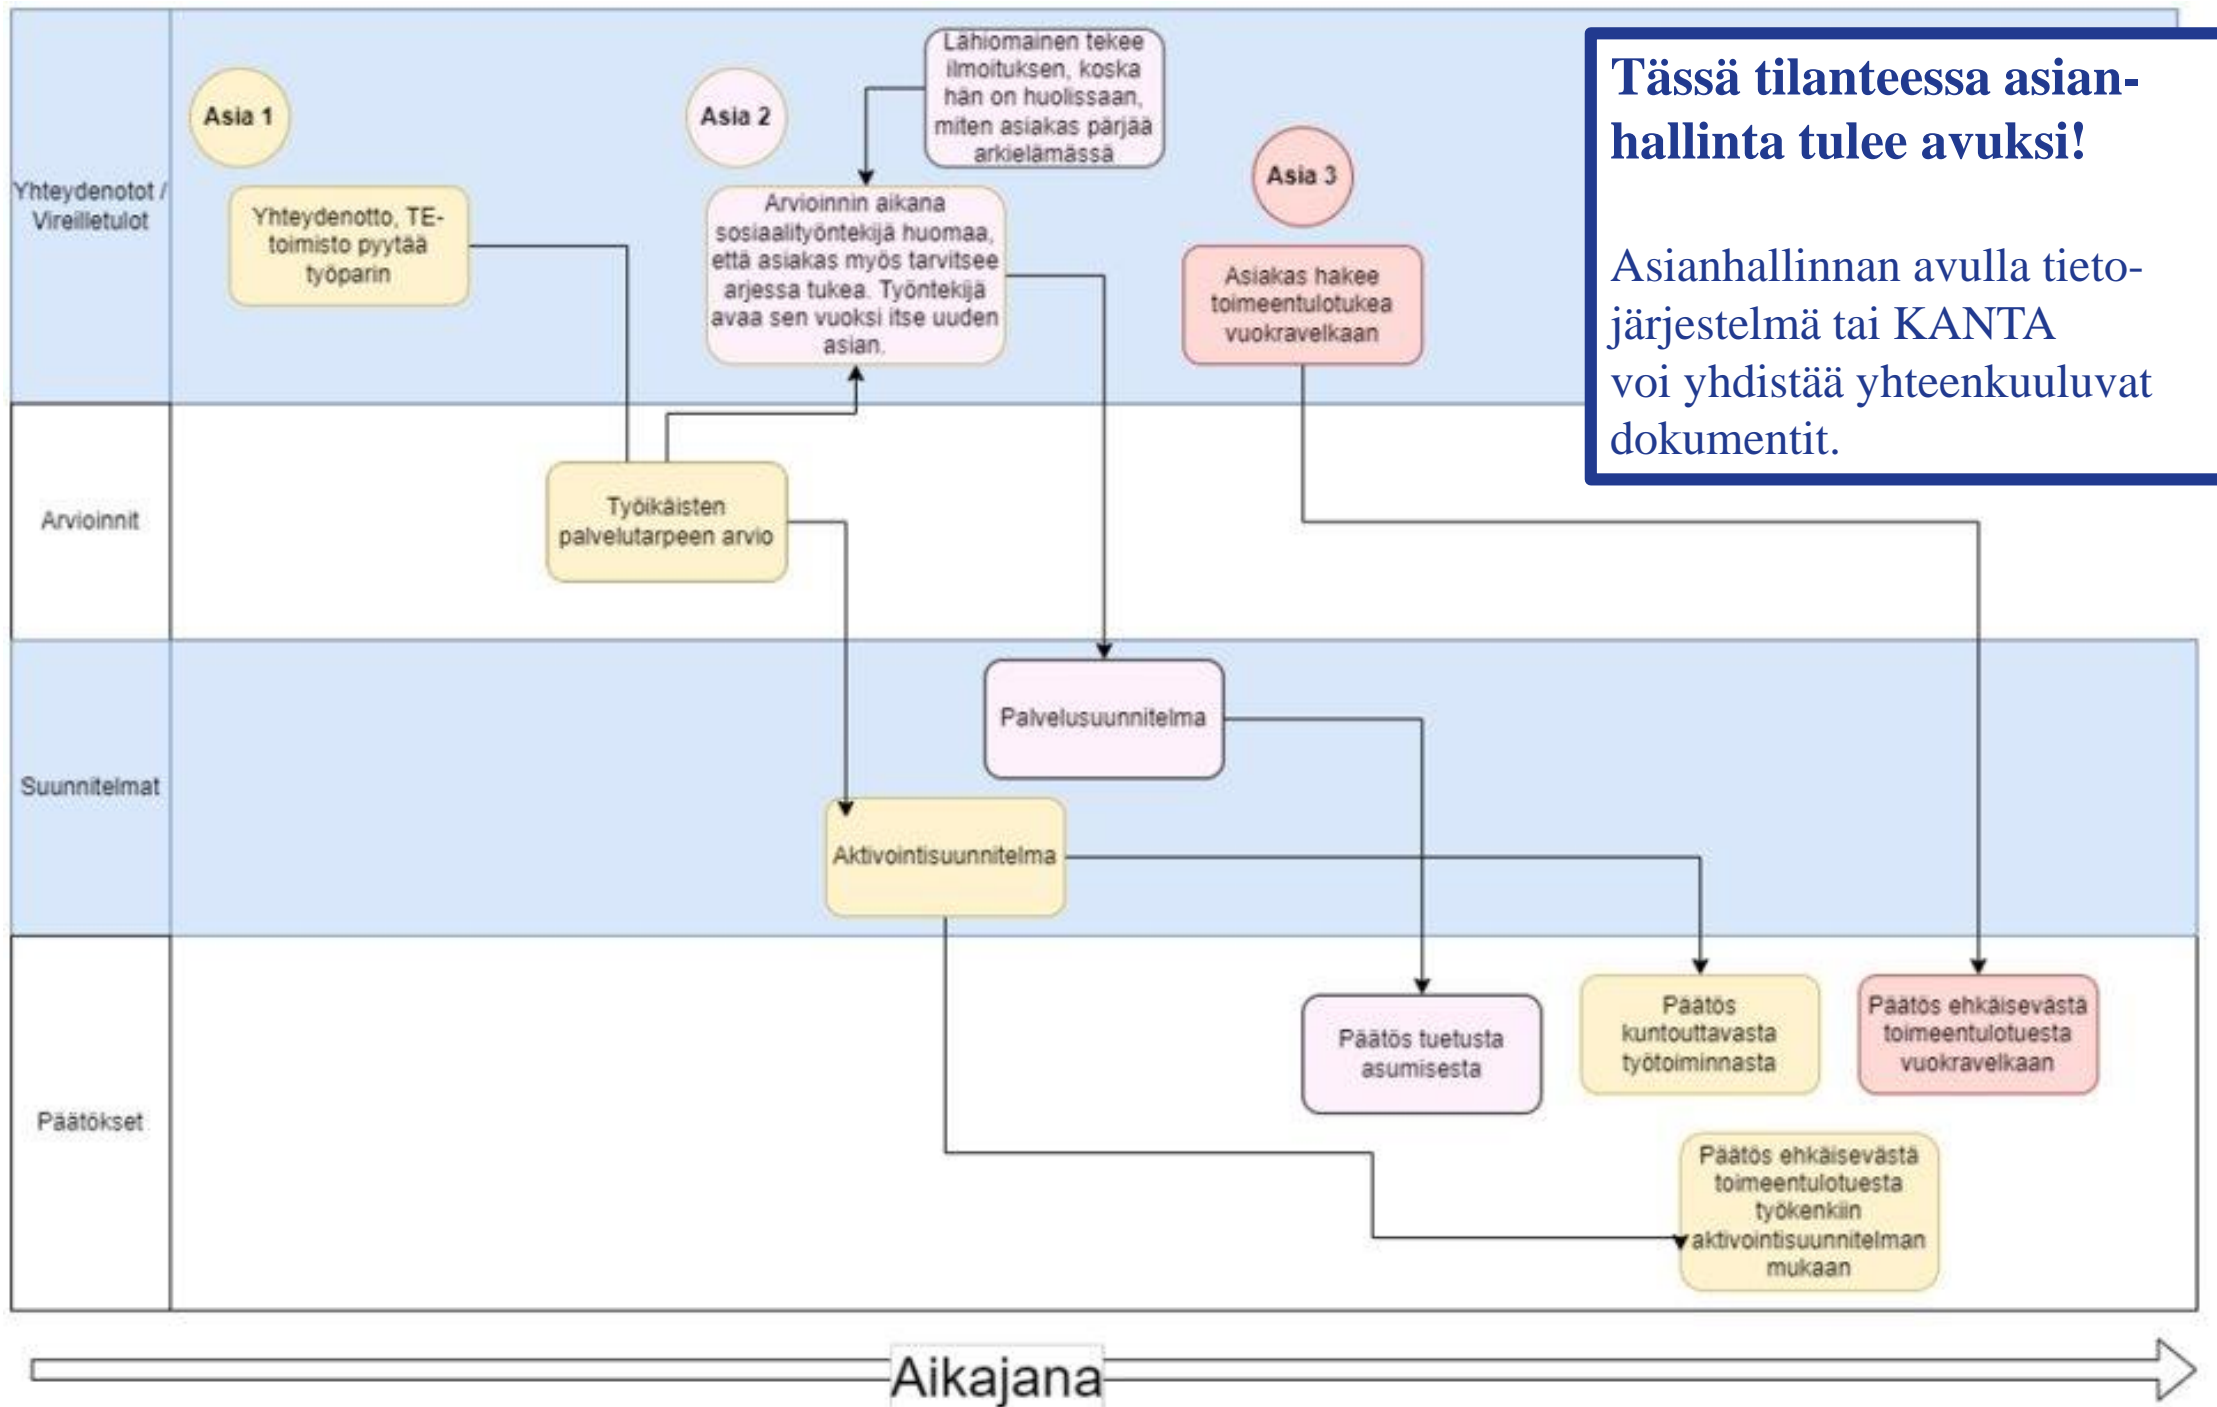 Yhteydenotot /
Vireilletulot
Asia 1
Yhteydenotto, TE-
toimisto pyytää
työparin
Asia 2
Lähiomainen tekee
ilmoituksen, koska
hän on huolissaan,
miten asiakas pärjää
arkielämässä
Arvioinnin aikana
sosiaalityöntekijä huomaa,
että asiakas myös tarvitsee
arjessa tukea. Työntekijä
avaa sen vuoksi itse uuden
asian.
Asia 3
Asiakas hakee
toimeentulotukea
vuokravelkaan
Tässä tilanteessa asian-
hallinta tulee avuksi!
Asianhallinnan avulla tieto-
järjestelmä tai KANTA
voi yhdistää yhteenkuuluvat
dokumentit.
Arvioinnit
Työikäisten
palvelutarpeen arvio
Suunnitelmat
Palvelusuunnitelma
Aktivointisuunnitelma
Päätökset
Päätös tuetusta
asumisesta
Päätös
kuntouttavasta
työtoiminnasta
Päätös ehkäisevästä
toimeentulotuesta
vuokravelkaan
Päätös ehkäisevästä
toimeentulotuesta
työkenkiin
aktivointisuunnitelman
mukaan
Aikajana